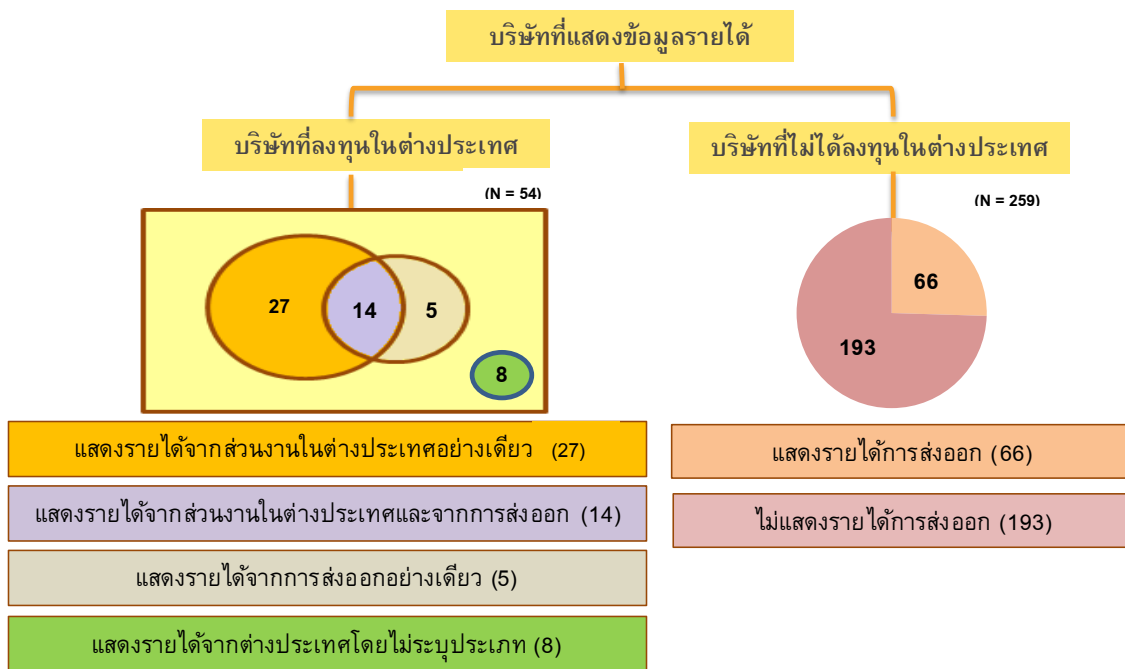 บริษัทที่แสดงข้อมูลรายได้
บริษัทที่ลงทุนในต่างประเทศ
(N = 54)
27
14
5
8
แสดงรายได้จากส่วนงานในต่างประเทศอย่างเดียว (27)
แสดงรายได้จากส่วนงานในต่างประเทศและจากการส่งออก (14)
แสดงรายได้จากการส่งออกอย่างเดียว (5)
แสดงรายได้จากต่างประเทศโดยไม่ระบุประเภท (8)
บริษัทที่ไม่ได้ลงทุนในต่างประเทศ
(N = 259)
66
193
แสดงรายได้การส่งออก (66)
ไม่แสดงรายได้การส่งออก (193)